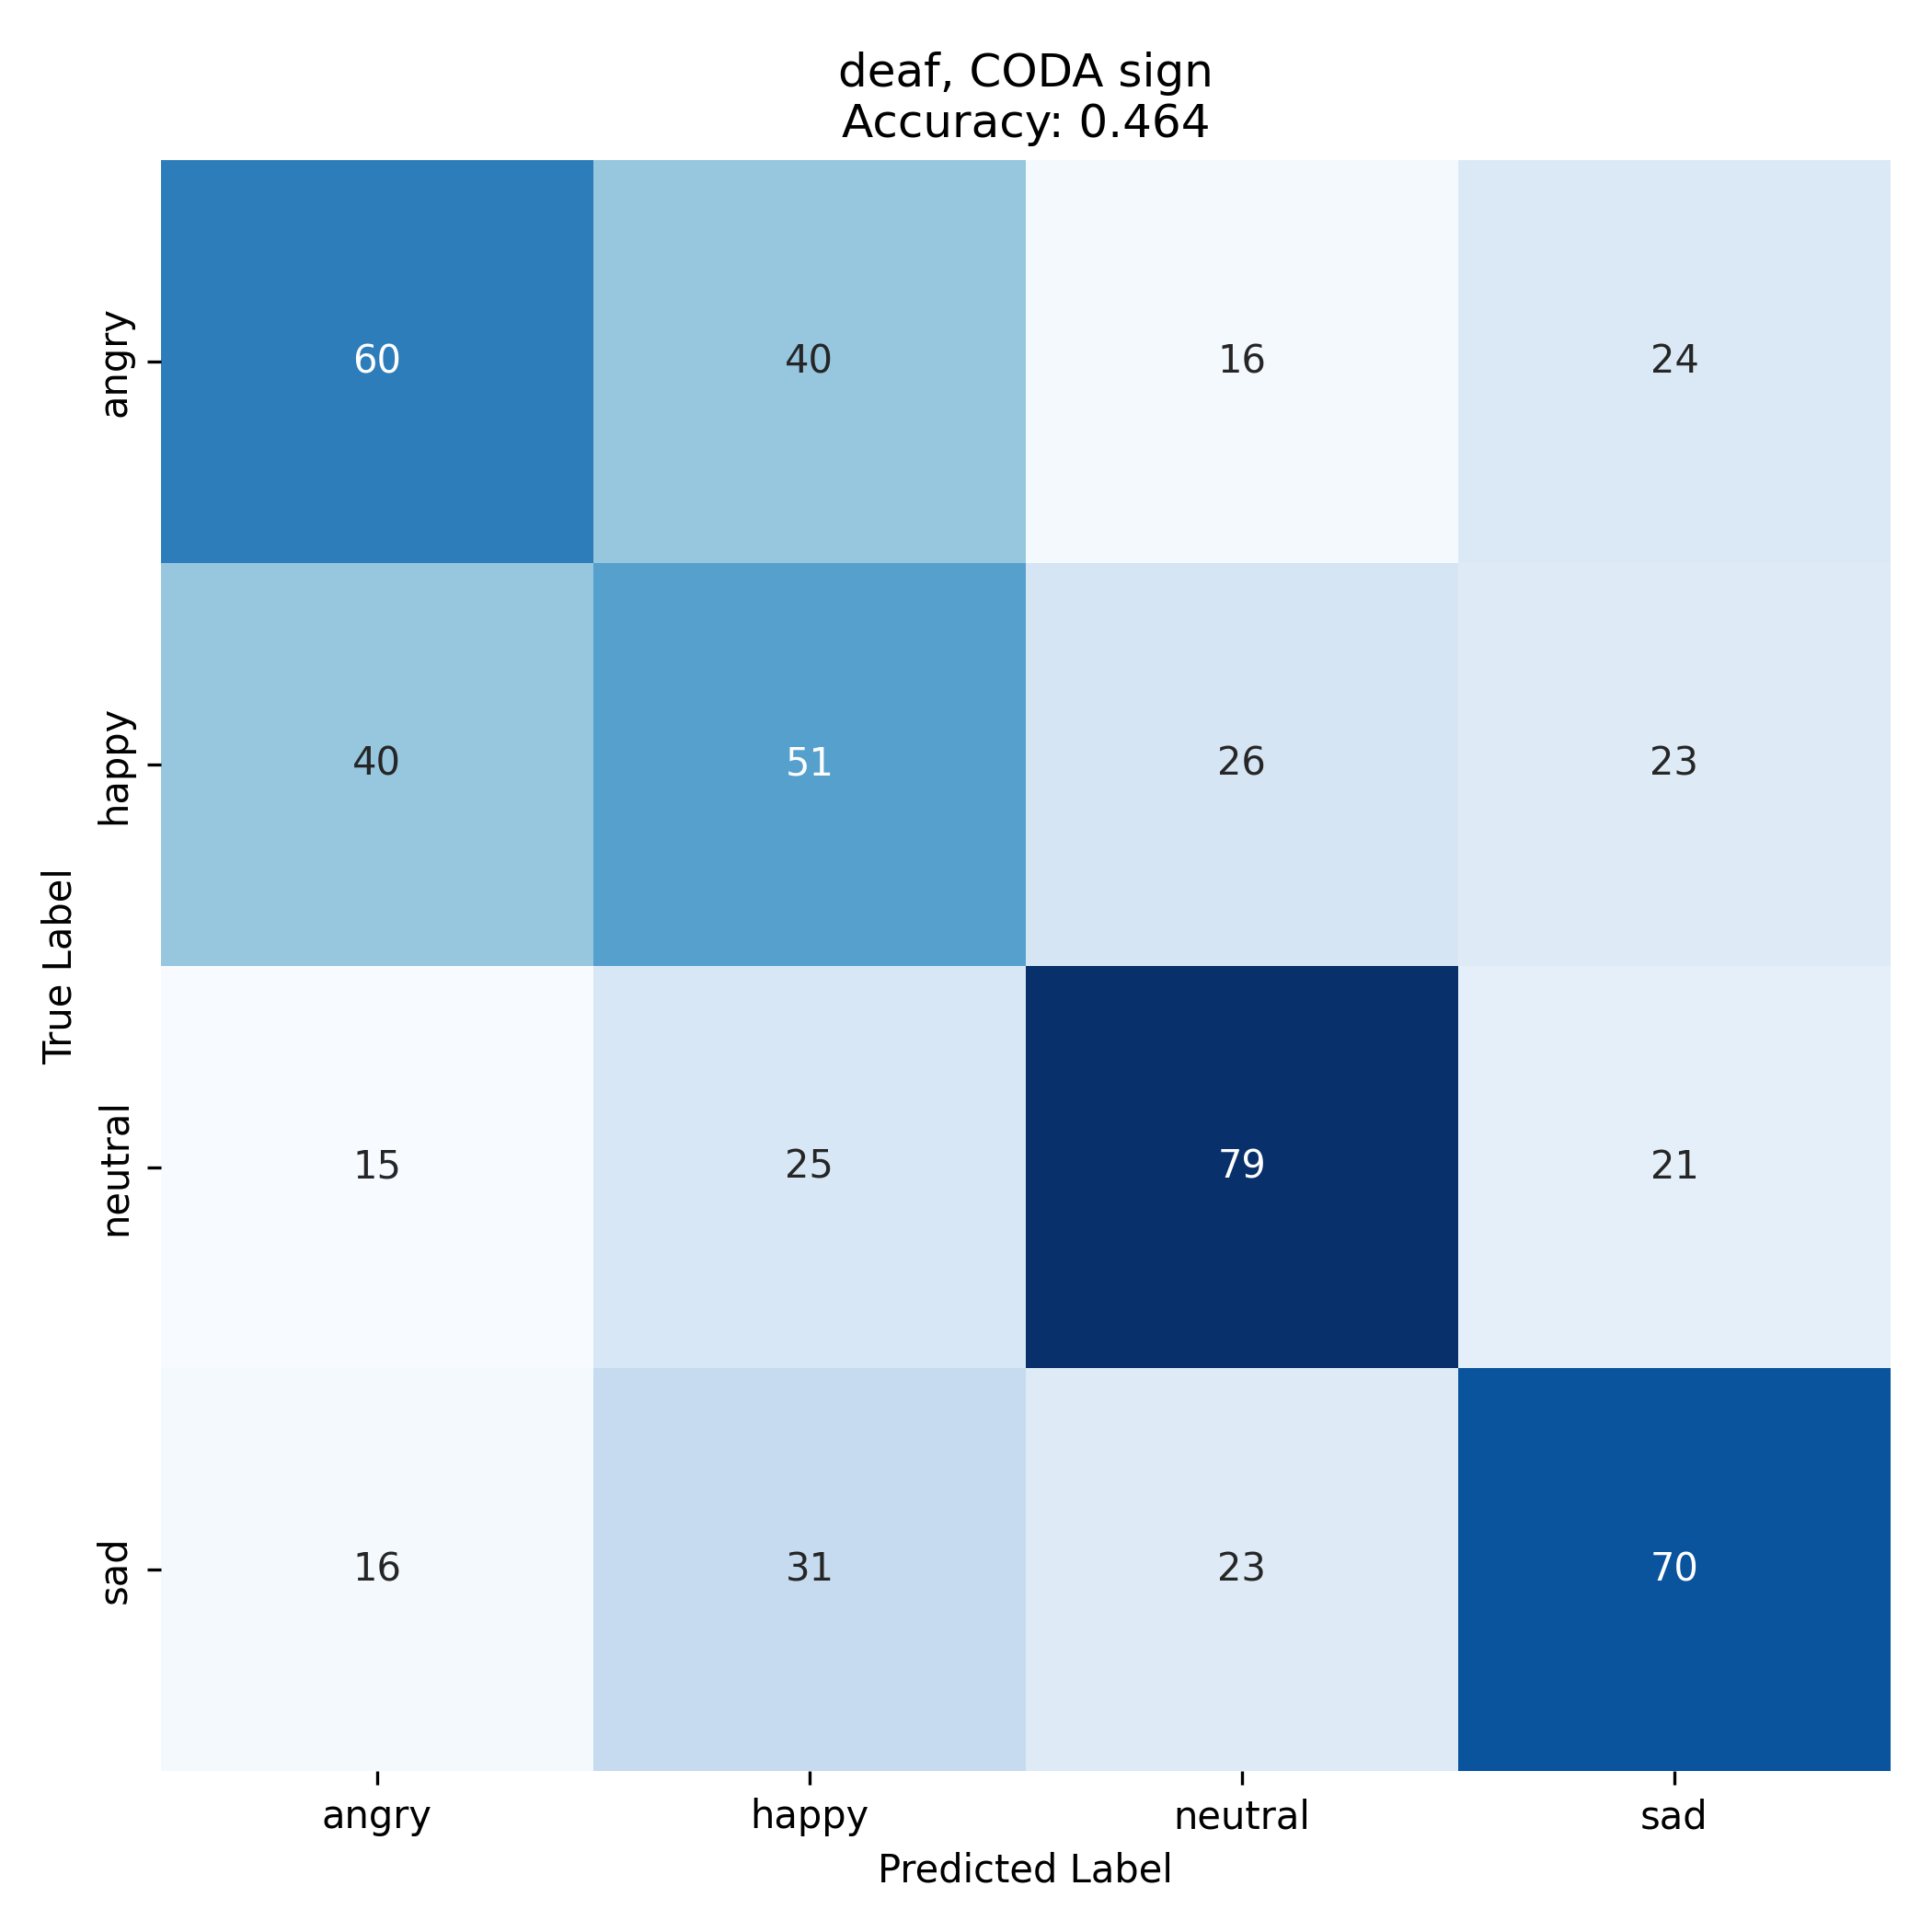 deaf, CODA sign
Accuracy: 0.464
True Label
angry 60 40 16 24
happy 40 51 26 23
neutral 15 25 79 21
sad 16 31 23 70
angry happy neutral sad
Predicted Label